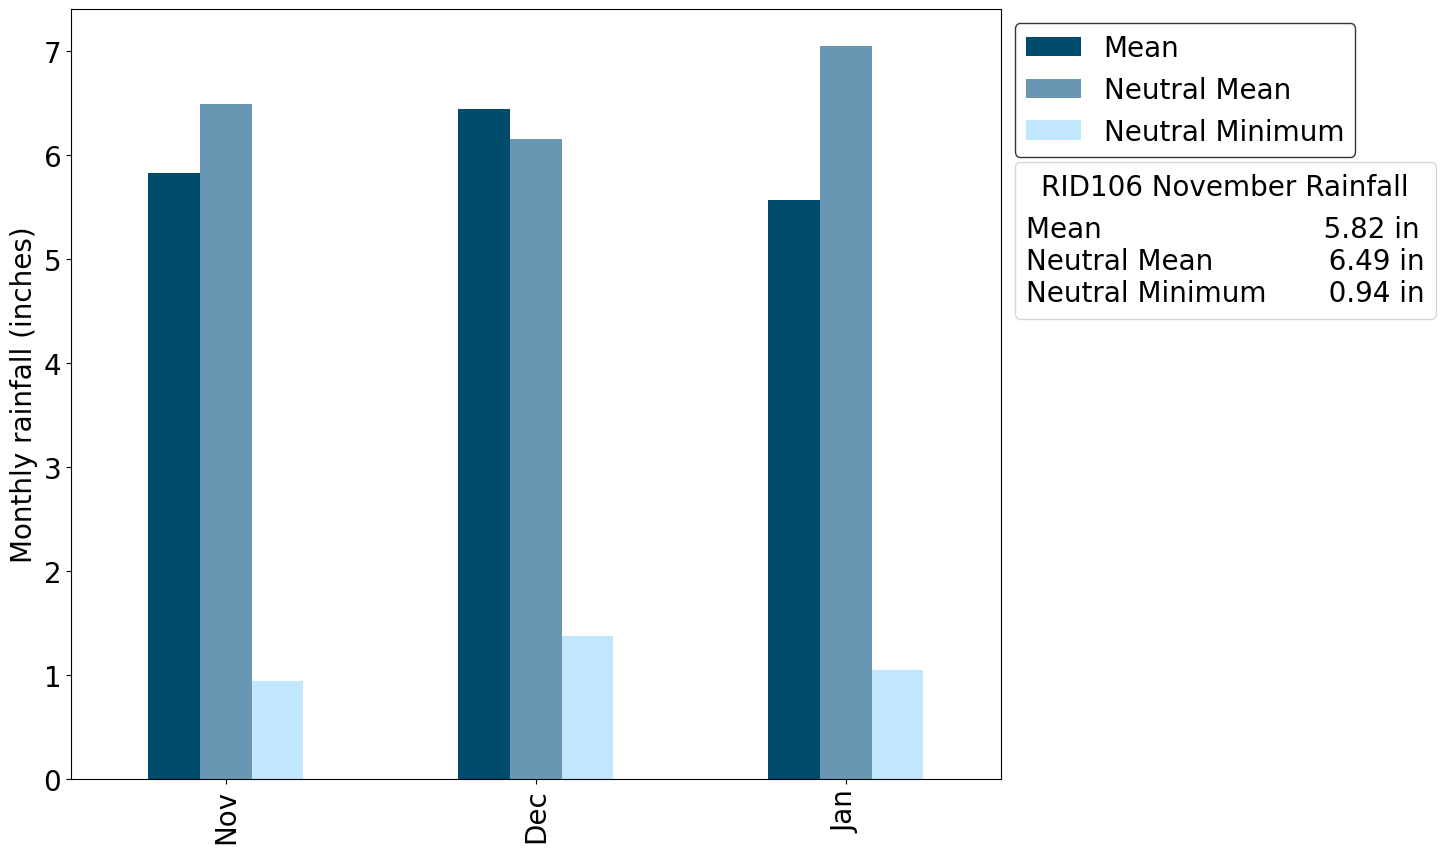 Monthly rainfall (inches)
7
6
5
4
3
2
1
0
Nov
Dec
Jan
Mean
Neutral Mean
Neutral Minimum
RID106 November Rainfall
Mean 5.82 in
Neutral Mean 6.49 in
Neutral Minimum 0.94 in